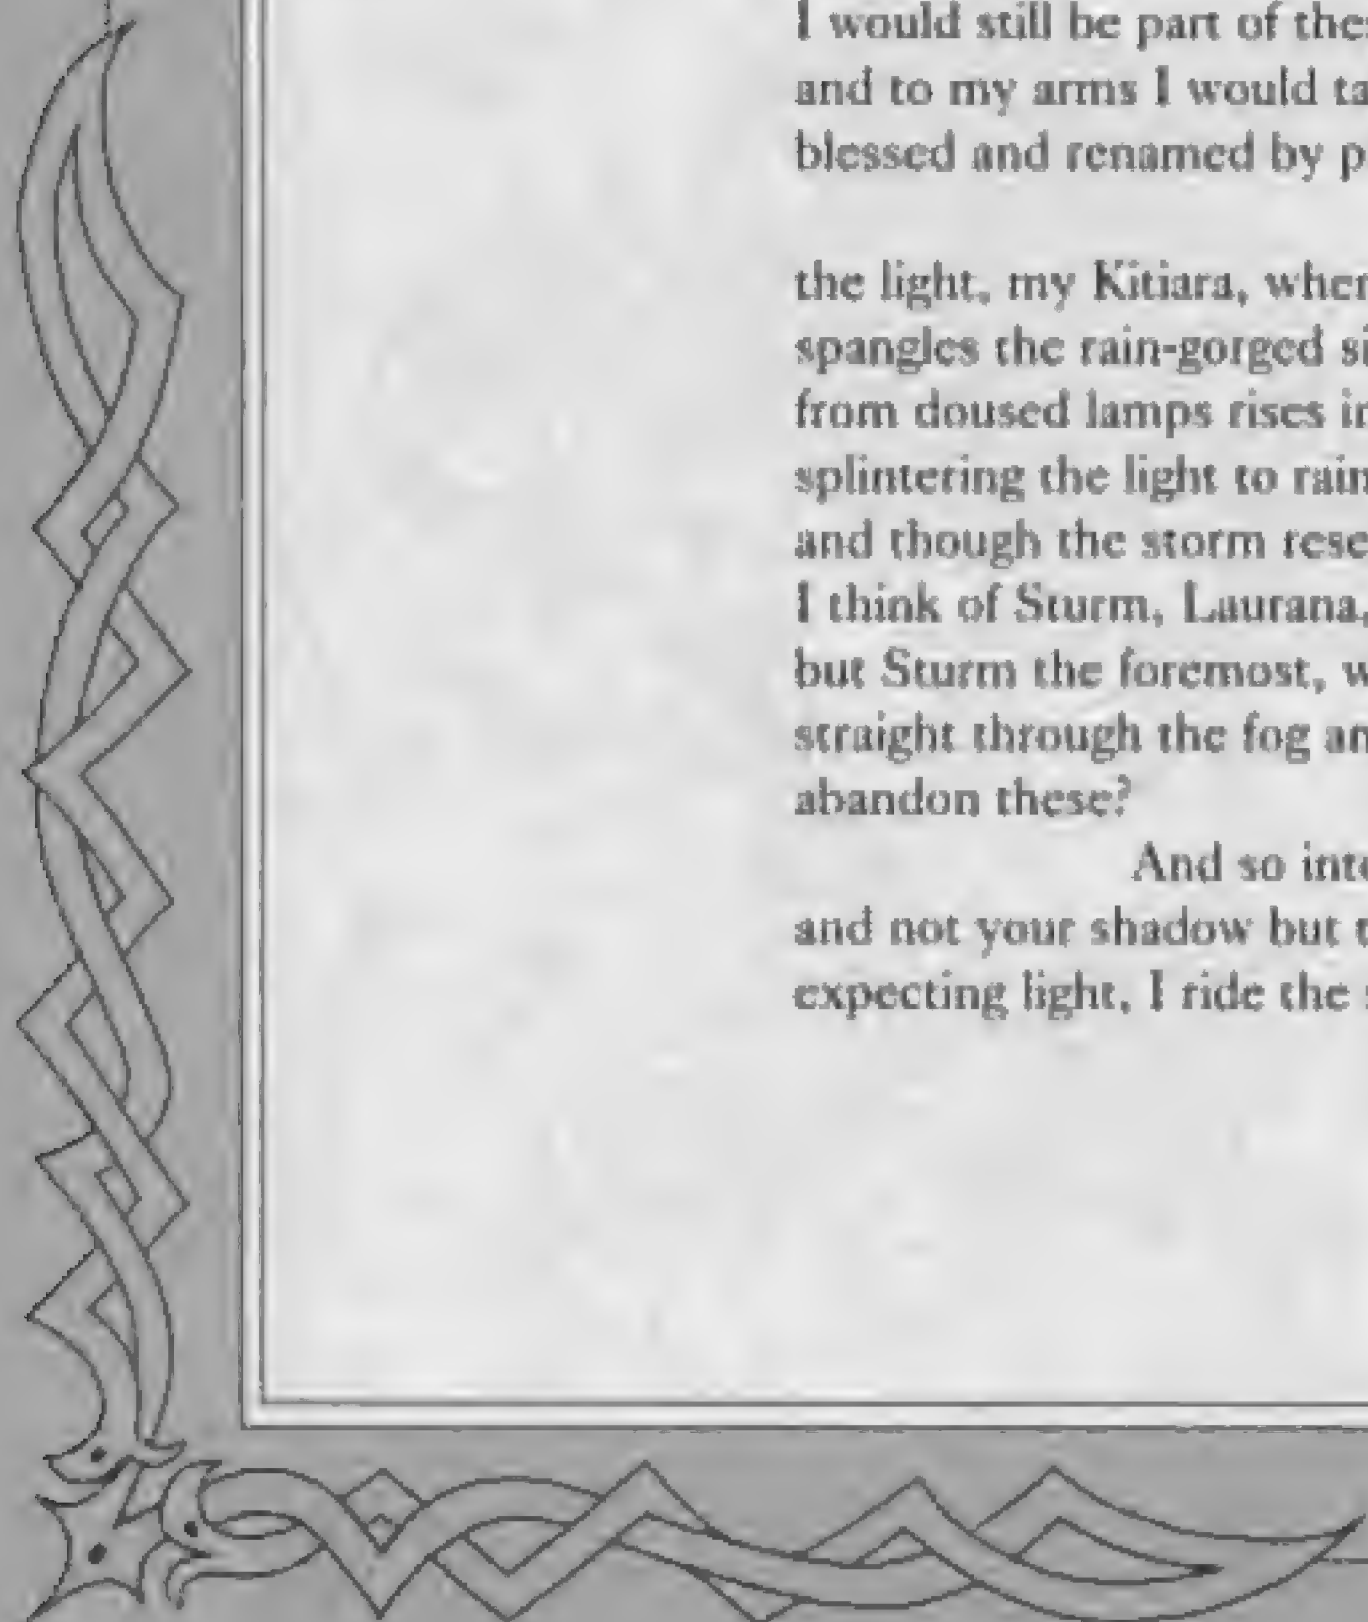 I would still be part of the
and to my arms I would ta
blessed and renamed by p
the light, my Kitiara, when
spangles the rain-gorged si
from doused lamps rises in
splintering the light to rain
and though the storm rese
I think of Sturm, Laurana,
but Sturm the foremost, w
straight through the fog an
abandon these?
And so into
and not your shadow but t
expecting light, I ride the s